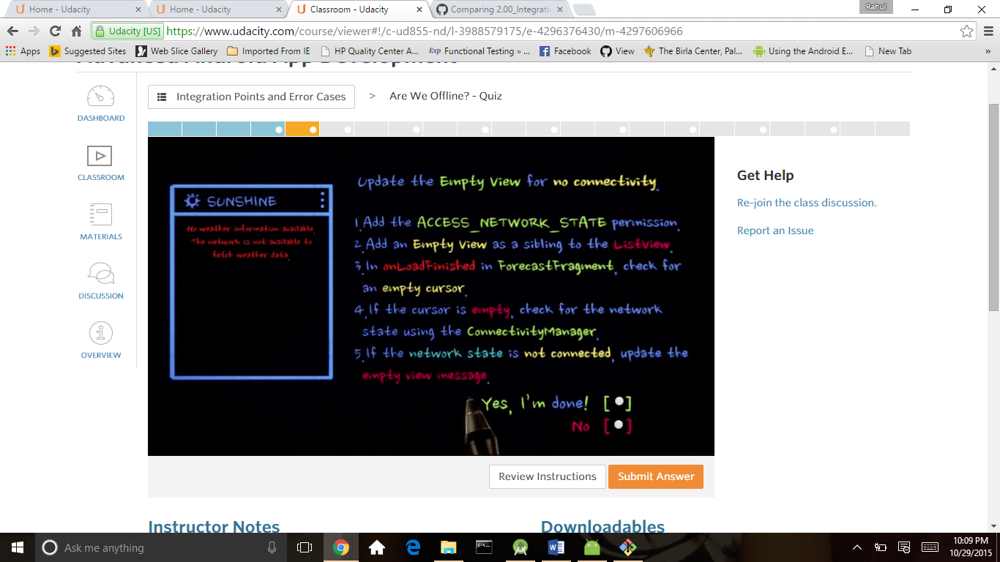 Home - Udacity
Home - Udacity
Classroom - Udacity
Comparing 2.00_Integrati
Rahul
Udacity [US]
https://www.udacity.com/course/viewer#!/c-ud855-nd/l-3988579175/e-4296376430/m-4297606966
Apps
Suggested Sites
Web Slice Gallery
Imported From IE
HP Quality Center A...
Exp Functional Testing » ...
Facebook
View
The Birla Center, Pal...
Using the Android E...
New Tab
»
Advanced Android App Development
DASHBOARD
CLASSROOM
MATERIALS
DISCUSSION
OVERVIEW
Integration Points and Error Cases > Are We Offline? - Quiz
SUNSHINE
No weather information available.
The network is not available to
fetch weather data.
Update the Empty View for no connectivity.
1. Add the ACCESS_NETWORK_STATE permission.
2. Add an Empty View as a sibling to the ListView.
3. In onLoadFinished in ForecastFragment, check for
an empty cursor.
4. If the cursor is empty, check for the network
state using the ConnectivityManager.
5. If the network state is not connected, update the
empty view message.
Yes, I'm done! [ ]
No [ ]
Get Help
Re-join the class discussion.
Report an Issue
Review Instructions
Submit Answer
Instructor Notes
Downloadables
Ask me anything
10:09 PM
10/29/2015